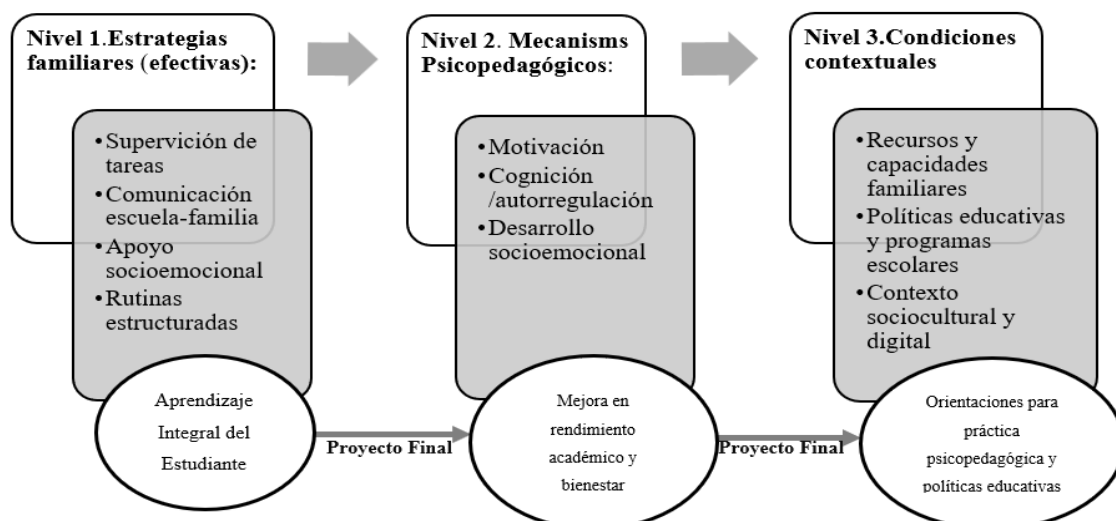 Nivel 1.Estrategias
familiares (efectivas):
•Supervición de
tareas
•Comunicación
escuela-familia
•Apoyo
socioemocional
•Rutinas
estructuradas
Aprendizaje
Integral del
Estudiante
Proyecto Final
Nivel 2. Mecanisms
Psicopedagógicos:
•Motivación
•Cognición
/autorregulación
•Desarrollo
socioemocional
Mejora en
rendimiento
académico y
bienestar
Proyecto Final
Nivel 3.Condiciones
contextuales
•Recursos y
capacidades
familiares
•Políticas educativas
y programas
escolares
•Contexto
sociocultural y
digital
Orientaciones para
práctica
psicopedagógica y
políticas educativas